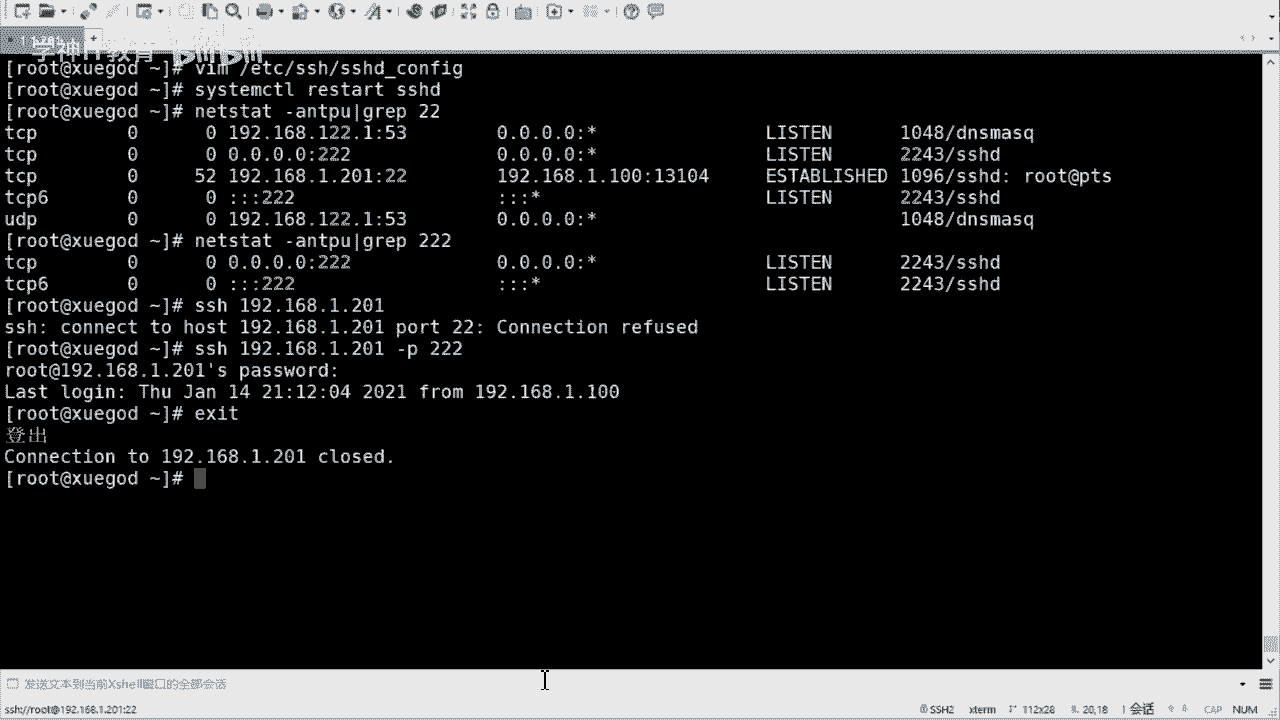 学神IT教育 bilibili
[root@xuegod ~]# vim /etc/ssh/sshd_config
[root@xuegod ~]# systemctl restart sshd
[root@xuegod ~]# netstat -antpu|grep 22
tcp 0 0 192.168.122.1:53 0.0.0.0:* LISTEN 1048/dnsmasq
tcp 0 0 0.0.0.0:222 0.0.0.0:* LISTEN 2243/sshd
tcp 0 52 192.168.1.201:22 192.168.1.100:13104 ESTABLISHED 1096/sshd: root@pts
tcp6 0 0 :::222 :::* LISTEN 2243/sshd
udp 0 0 192.168.122.1:53 0.0.0.0:* 1048/dnsmasq
[root@xuegod ~]# netstat -antpu|grep 222
tcp 0 0 0.0.0.0:222 0.0.0.0:* LISTEN 2243/sshd
tcp6 0 0 :::222 :::* LISTEN 2243/sshd
[root@xuegod ~]# ssh 192.168.1.201
ssh: connect to host 192.168.1.201 port 22: Connection refused
[root@xuegod ~]# ssh 192.168.1.201 -p 222
root@192.168.1.201's password:
Last login: Thu Jan 14 21:12:04 2021 from 192.168.1.100
[root@xuegod ~]# exit
登出
Connection to 192.168.1.201 closed.
[root@xuegod ~]#
发送文本到当前Xshell窗口的全部会话
ssh://root@192.168.1.201:22 SSH2 xterm 112x28 20,18 1 会话 CAP NUM